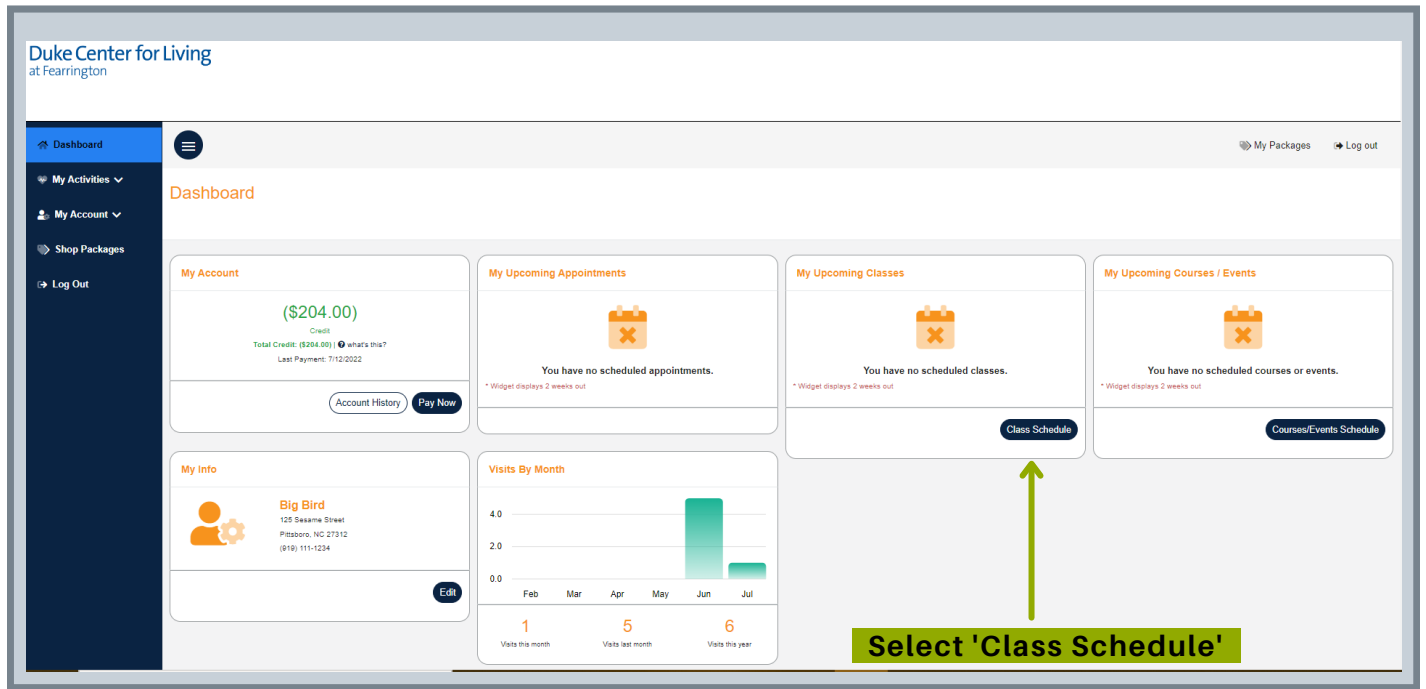 Duke Center for Living
at Fearrington
Dashboard
My Activities
My Account
Shop Packages
Log Out
My Packages
Log out
Dashboard
My Account
($204.00)
Credit
Total Credit: ($204.00) | ? what's this?
Last Payment: 7/12/2022
Account History
Pay Now
My Upcoming Appointments
You have no scheduled appointments.
* Widget displays 2 weeks out
My Upcoming Classes
You have no scheduled classes.
* Widget displays 2 weeks out
Class Schedule
My Upcoming Courses / Events
You have no scheduled courses or events.
* Widget displays 2 weeks out
Courses/Events Schedule
My Info
Big Bird
125 Sesame Street
Pittsboro, NC 27312
(919) 111-1234
Edit
Visits By Month
4.0
2.0
0.0
Feb Mar Apr May Jun Jul
1 5 6
Visits this month Visits last month Visits this year
Select 'Class Schedule'